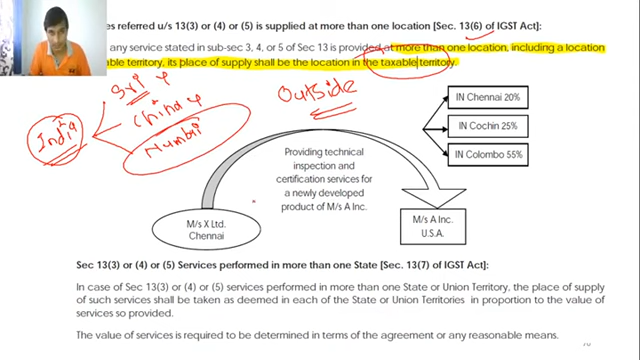 es referred u/s 13(3) or (4) or (5) is supplied at more than one location [Sec. 13(6) of IGST Act]:
any service stated in sub-sec 3, 4, or 5 of Sec 13 is provided at more than one location, including a location
able territory, its place of supply shall be the location in the taxable territory.
India
Sri
China
Mumbai
Outside
IN Chennai 20%
IN Cochin 25%
IN Colombo 55%
Providing technical
inspection and
certification services for
a newly developed
product of M/s A Inc.
M/s X Ltd.
Chennai
M/s A Inc.
U.S.A.
Sec 13(3) or (4) or (5) Services performed in more than one State [Sec. 13(7) of IGST Act]:
In case of Sec 13(3) or (4) or (5) services performed in more than one State or Union Territory, the place of supply
of such services shall be taken as deemed in each of the State or Union Territories in proportion to the value of
services so provided.
The value of services is required to be determined in terms of the agreement or any reasonable means.